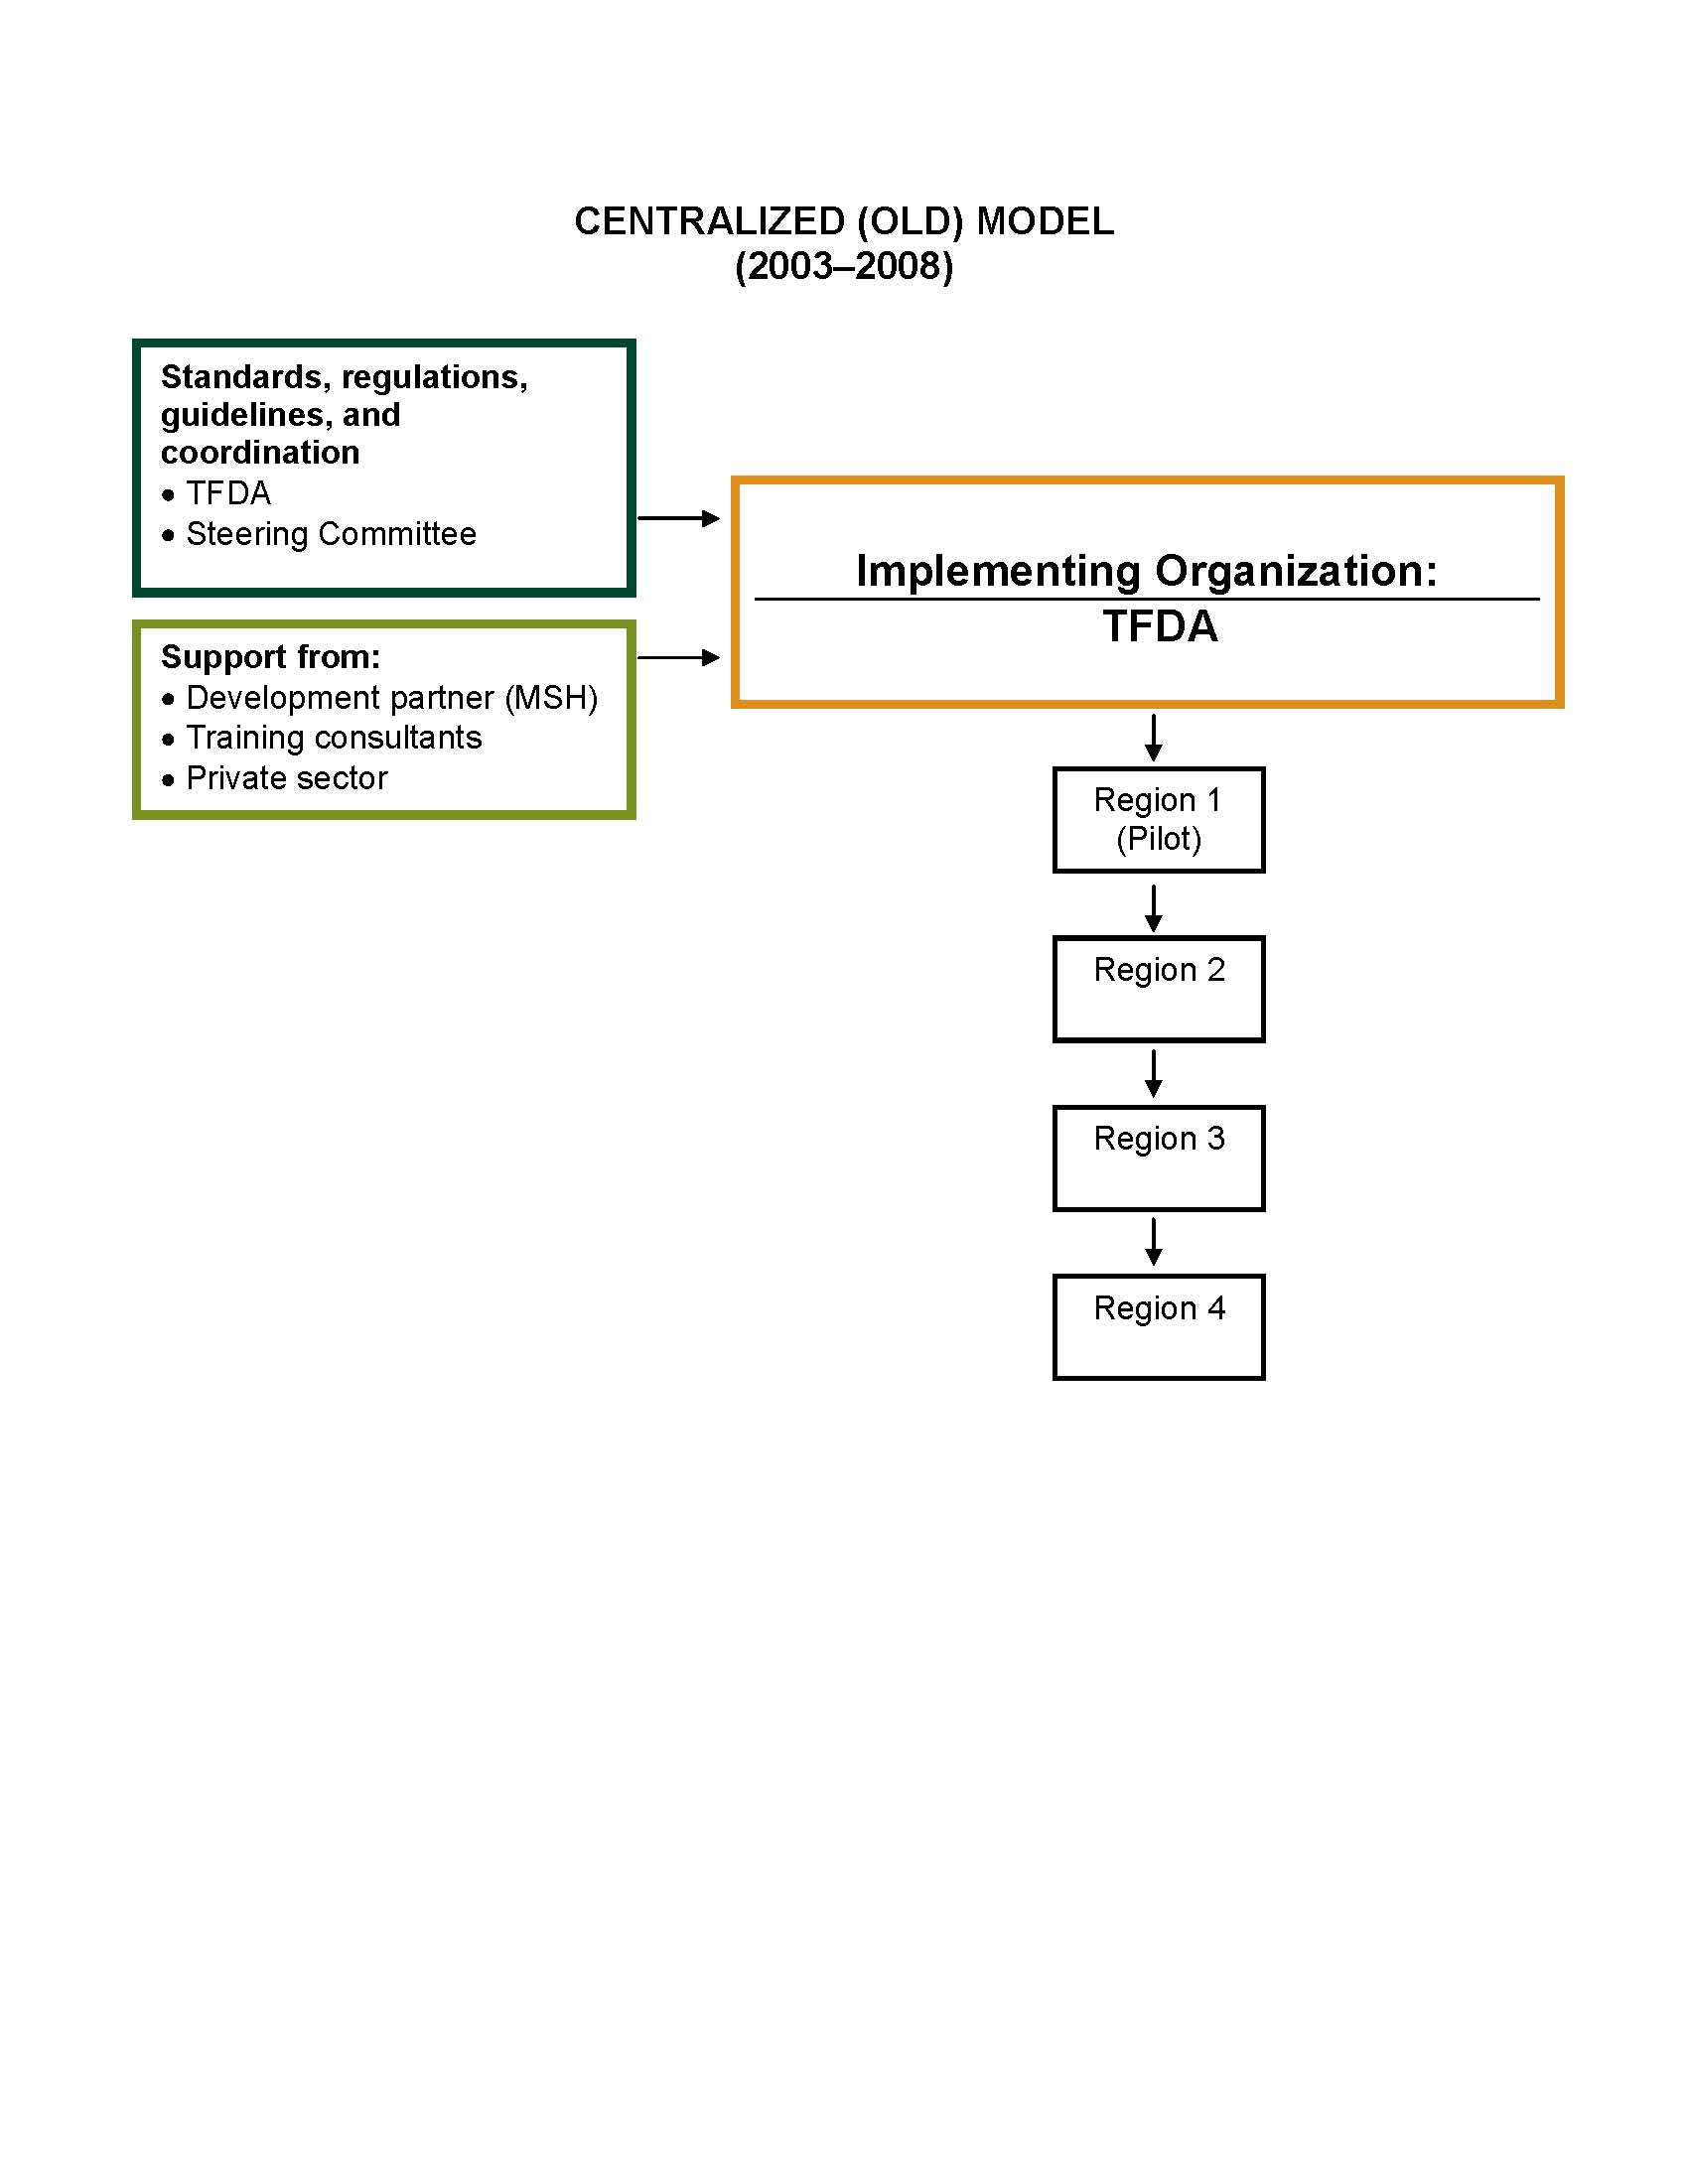 CENTRALIZED (OLD) MODEL
(2003–2008)
Standards, regulations,
guidelines, and
coordination
• TFDA
• Steering Committee
Support from:
• Development partner (MSH)
• Training consultants
• Private sector
Implementing Organization:
TFDA
Region 1
(Pilot)
Region 2
Region 3
Region 4